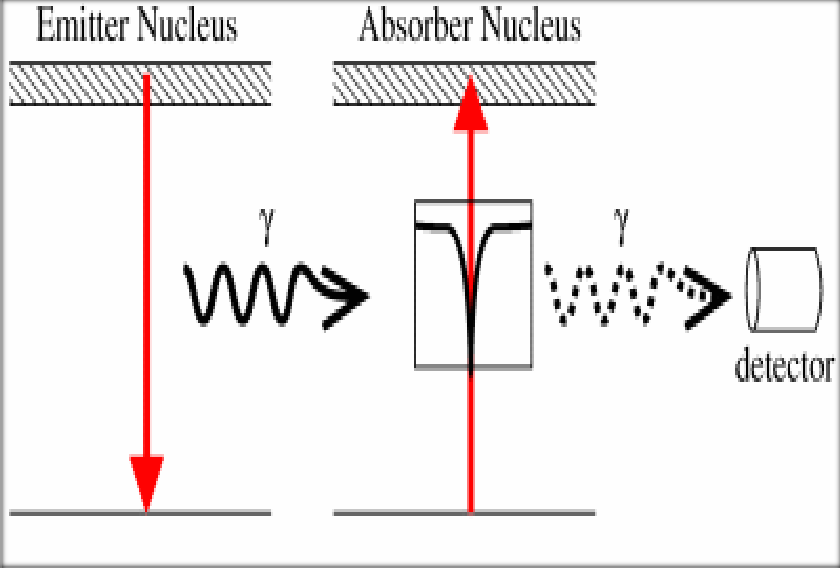 Emitter Nucleus
Absorber Nucleus
γ
γ
detector